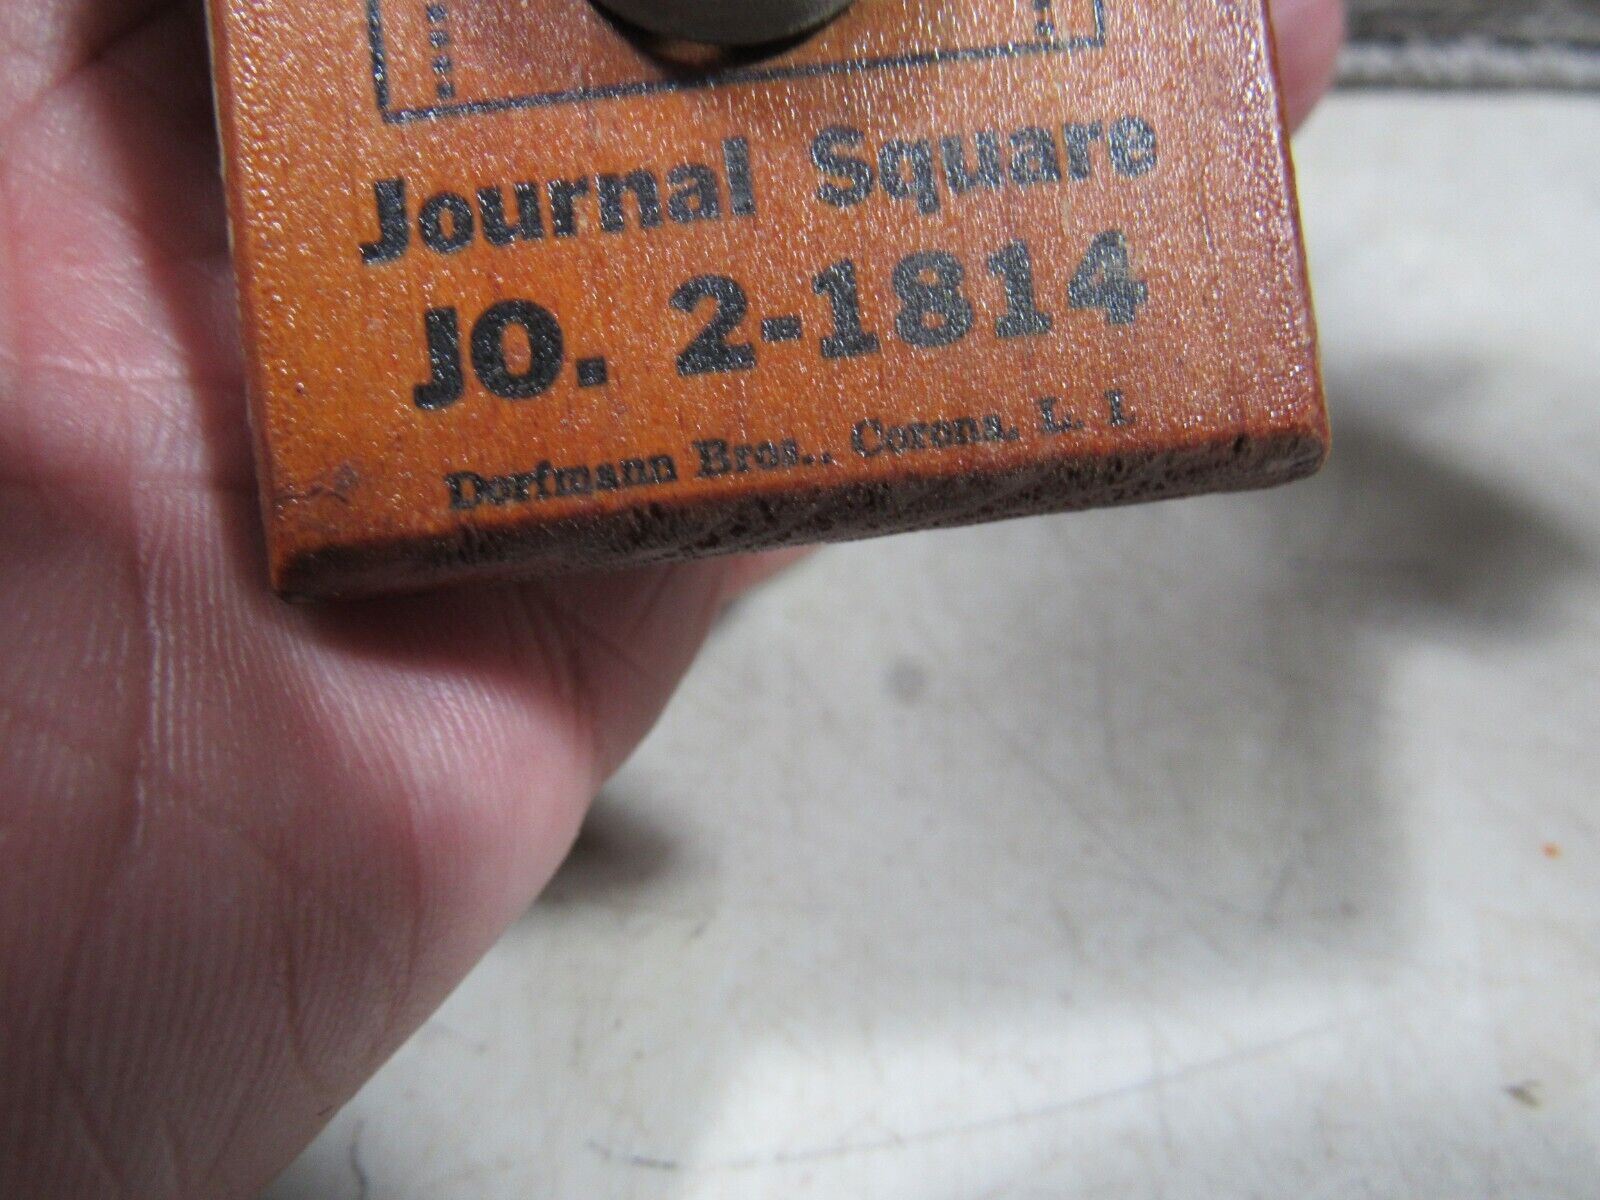 Journal Square
JO. 2-1814
Dorfmann Bros., Corona, L. I.